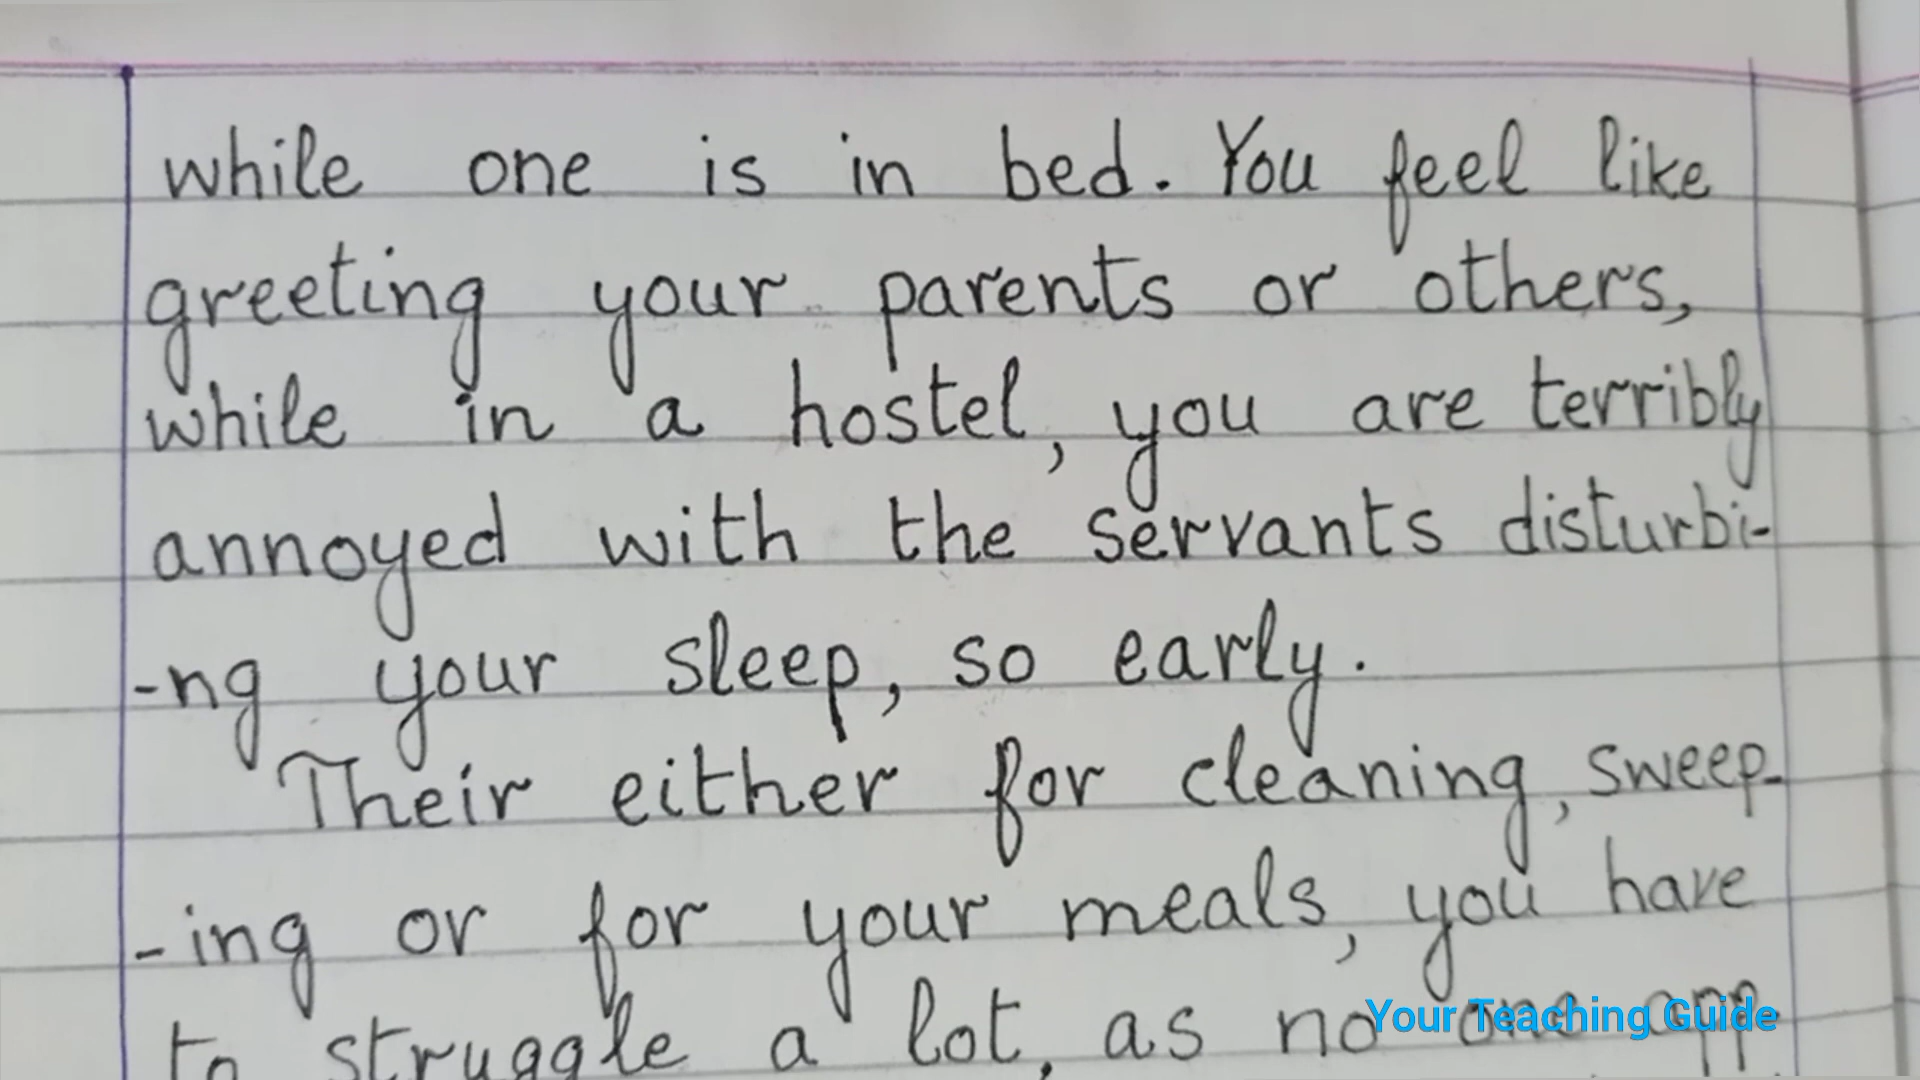 while one is in bed. You feel like
greeting your parents or others,
while in a hostel, you are terribly
annoyed with the servants disturbi-
-ng your sleep, so early.
Their either for cleaning, sweep-
-ing or for your meals, you have
to struggle a lot, as no one app
Your Teaching Guide